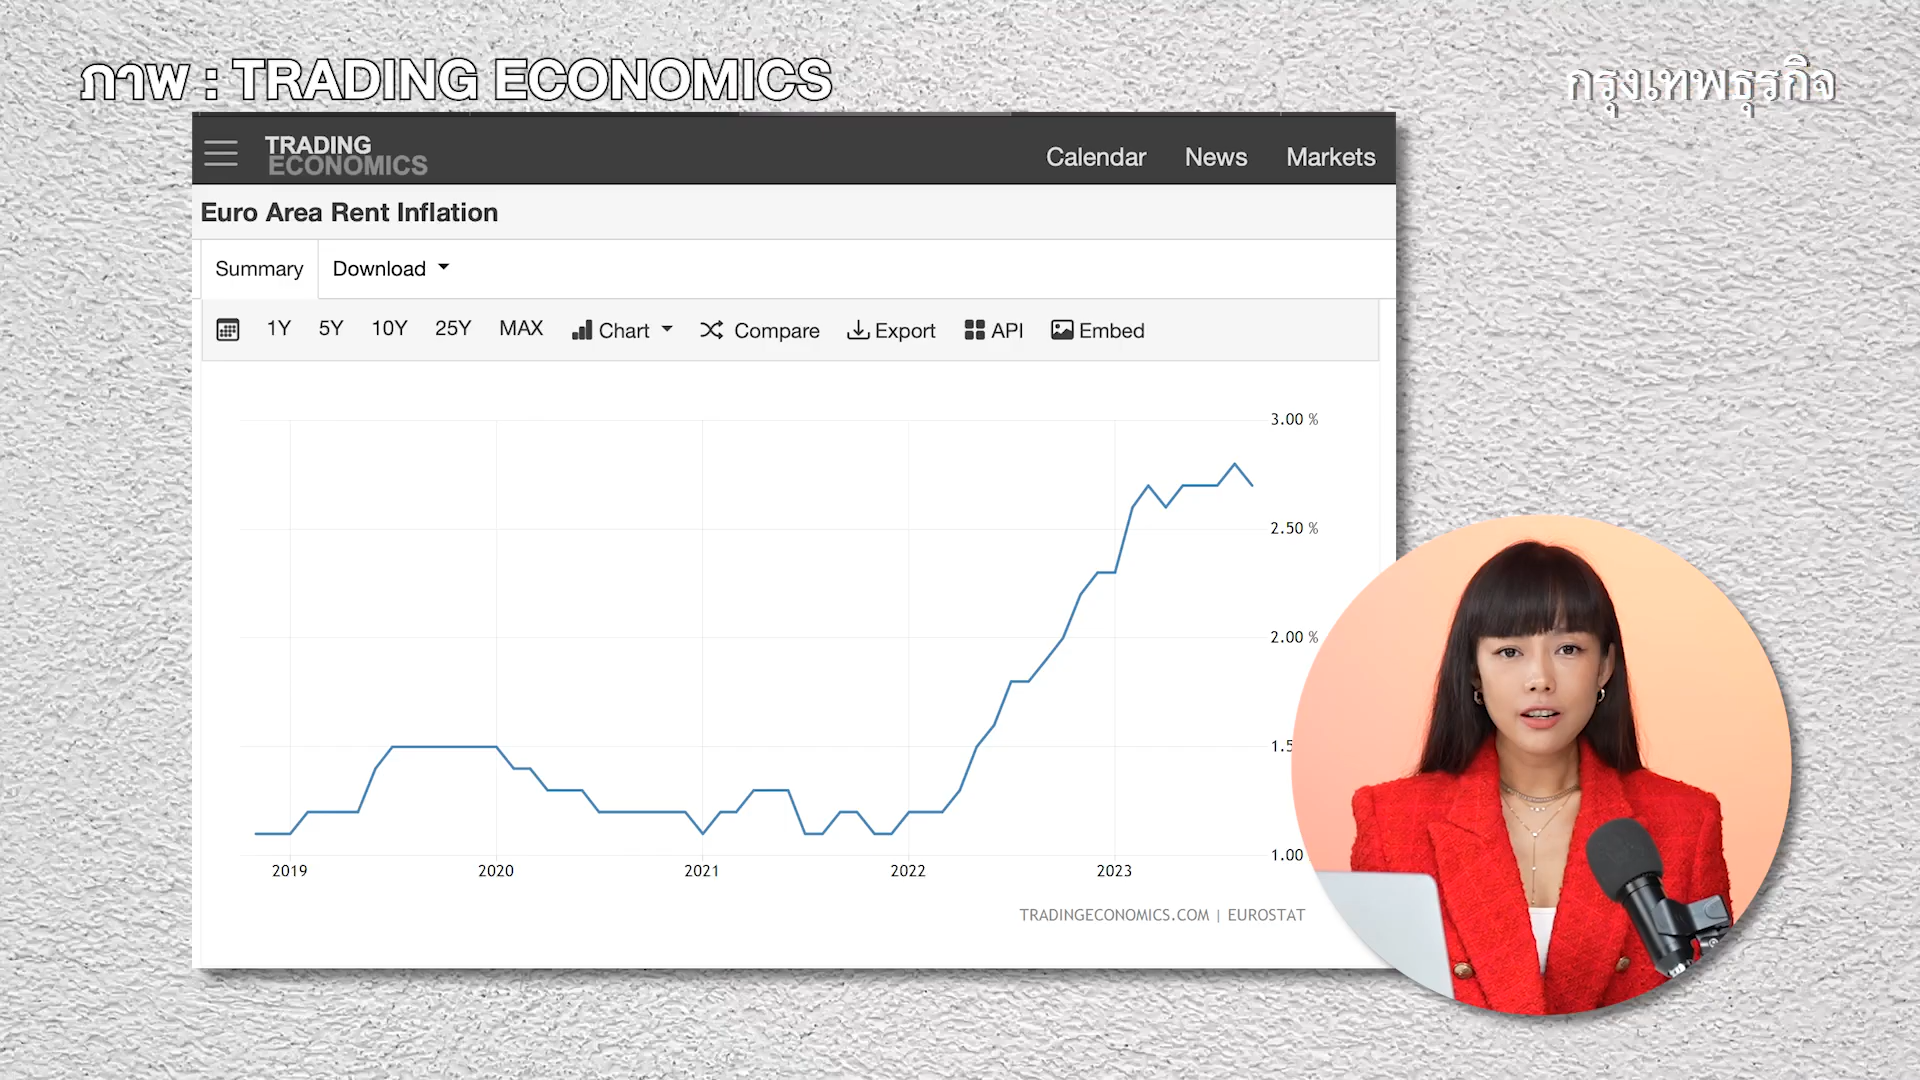 ภาพ : TRADING ECONOMICS
กรุงเทพธุรกิจ
TRADING
ECONOMICS
Calendar News Markets
Euro Area Rent Inflation
Summary Download
1Y 5Y 10Y 25Y MAX Chart Compare Export API Embed
3.00 %
2.50 %
2.00 %
1.5
1.00
2019 2020 2021 2022 2023
TRADINGECONOMICS.COM | EUROSTAT